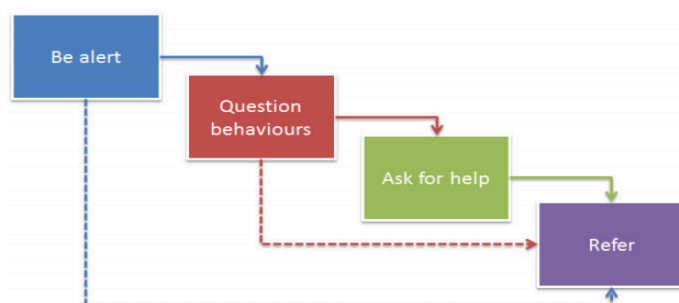 Be alert
Question
behaviours
Ask for help
Refer